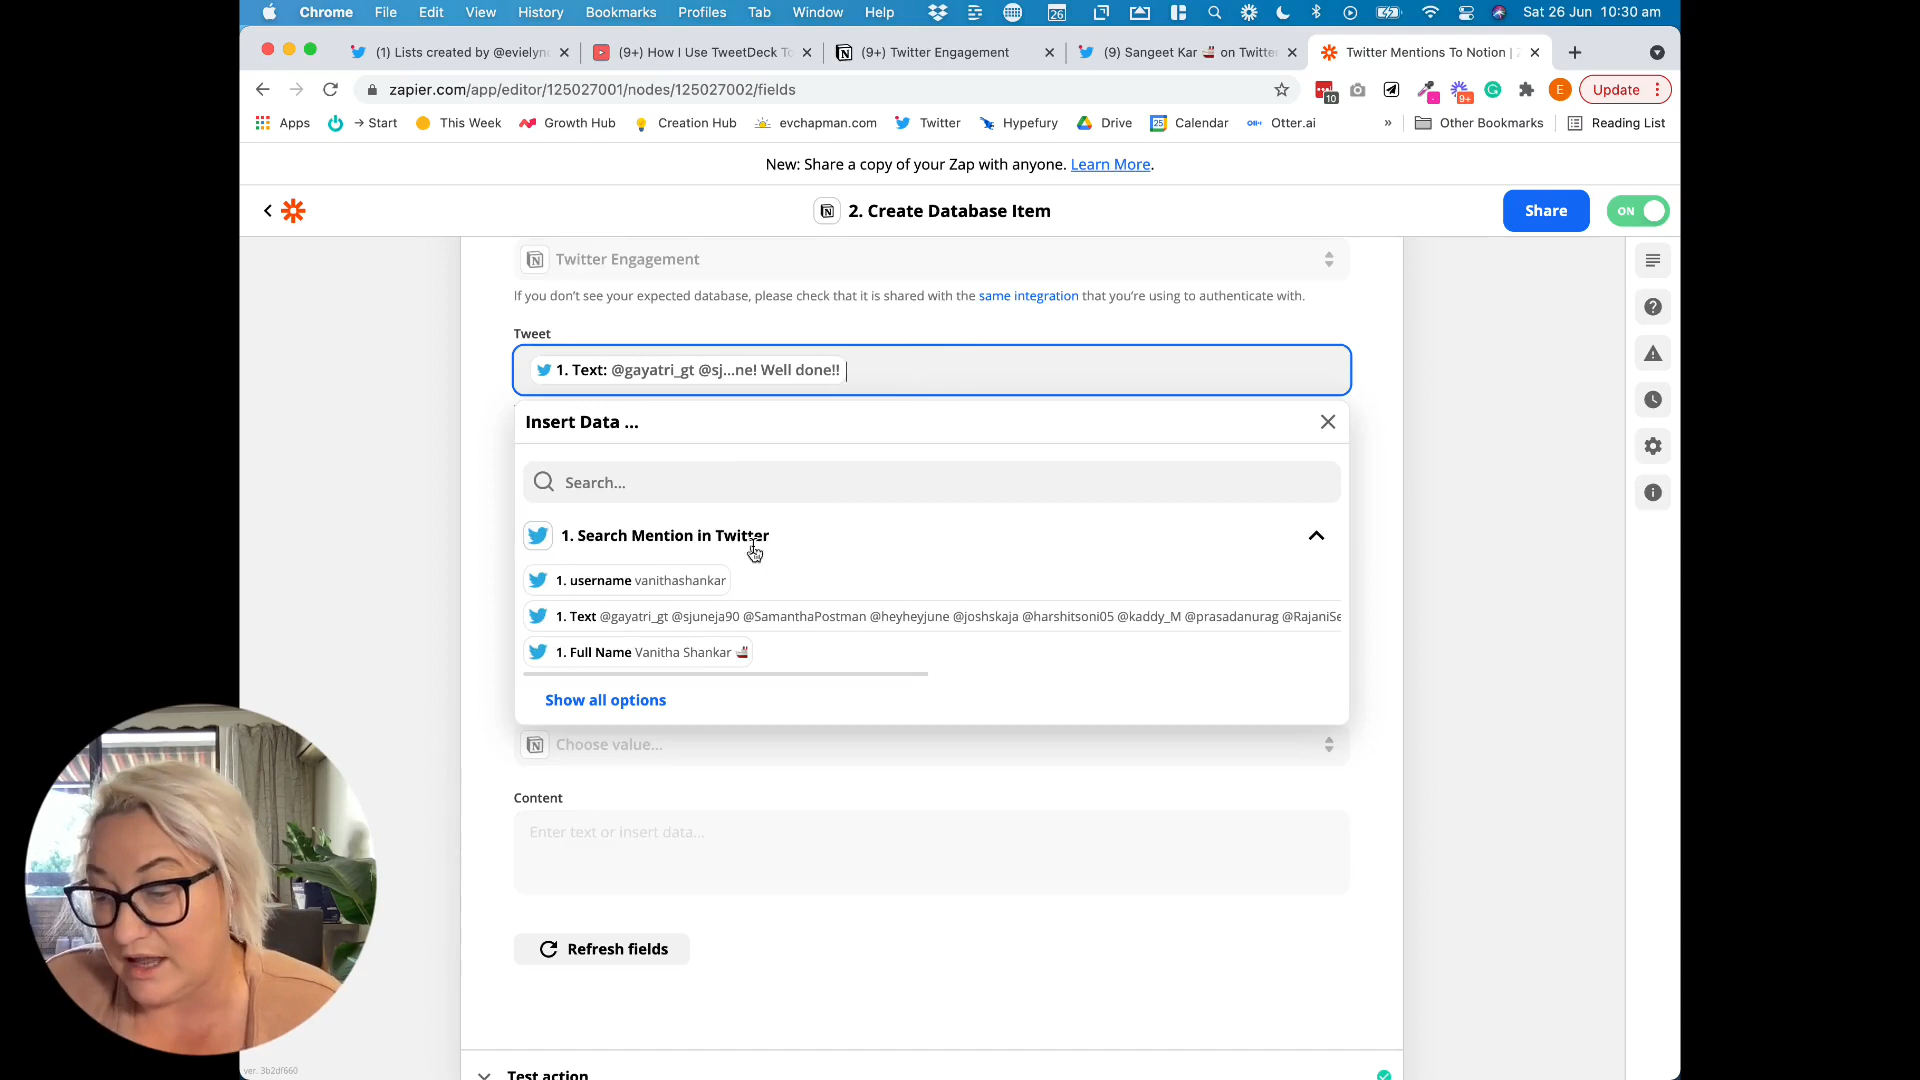 Chrome File Edit View History Bookmarks Profiles Tab Window Help 26 Sat 26 Jun 10:30 am
(1) Lists created by @evielync (9+) How I Use TweetDeck To (9+) Twitter Engagement (9) Sangeet Kar on Twitter Twitter Mentions To Notion |
zapier.com/app/editor/125027001/nodes/125027002/fields 10 9+ E Update
Apps → Start This Week Growth Hub Creation Hub evchapman.com Twitter Hypefury Drive 25 Calendar Otter.ai » Other Bookmarks Reading List
New: Share a copy of your Zap with anyone. Learn More.
2. Create Database Item Share ON
Twitter Engagement
If you don't see your expected database, please check that it is shared with the same integration that you're using to authenticate with.
Tweet
1. Text: @gayatri_gt @sj...ne! Well done!!
Insert Data ...
Search...
1. Search Mention in Twitter
1. username vanithashankar
1. Text @gayatri_gt @sjuneja90 @SamanthaPostman @heyheyjune @joshskaja @harshitsoni05 @kaddy_M @prasadanurag @RajaniSe
1. Full Name Vanitha Shankar
Show all options
Choose value...
Content
Enter text or insert data...
Refresh fields
Test action
ver. 3b2df660